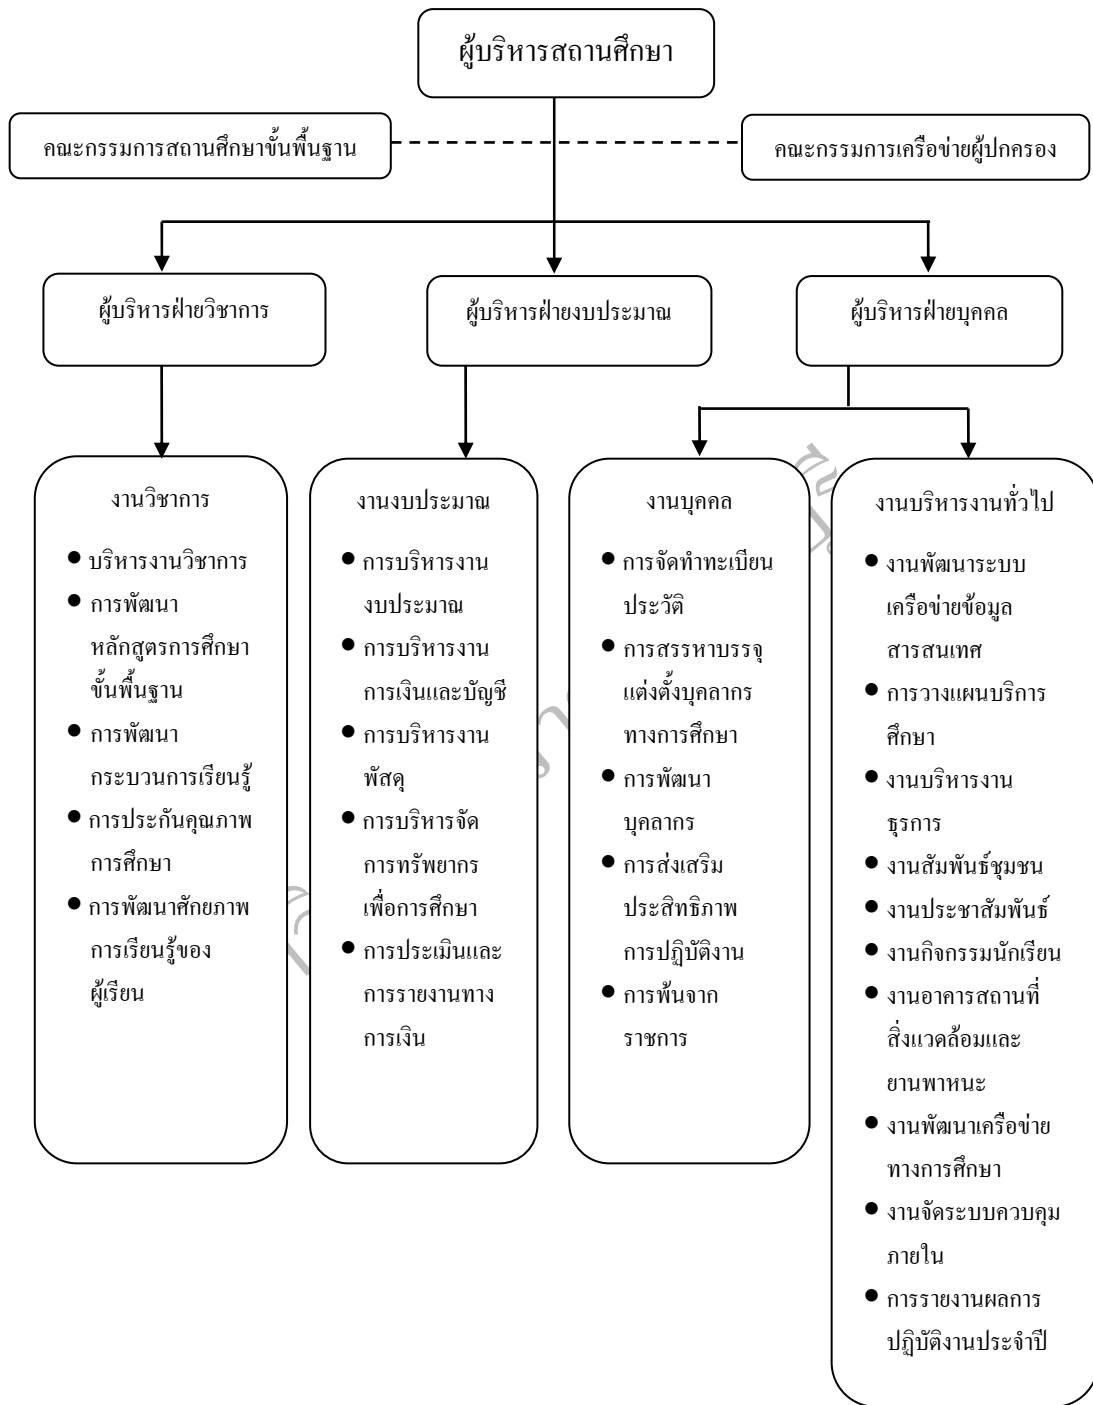 ผู้บริหารสถานศึกษา
คณะกรรมการสถานศึกษาขั้นพื้นฐาน
คณะกรรมการเครือข่ายผู้ปกครอง
ผู้บริหารฝ่ายวิชาการ
ผู้บริหารฝ่ายงบประมาณ
ผู้บริหารฝ่ายบุคคล
งานวิชาการ
● บริหารงานวิชาการ
● การพัฒนา
หลักสูตรการศึกษา
ขั้นพื้นฐาน
● การพัฒนา
กระบวนการเรียนรู้
● การประกันคุณภาพ
การศึกษา
● การพัฒนาศักยภาพ
การเรียนรู้ของ
ผู้เรียน
งานงบประมาณ
● การบริหารงาน
งบประมาณ
● การบริหารงาน
การเงินและบัญชี
● การบริหารงาน
พัสดุ
● การบริหารจัด
การทรัพยากร
เพื่อการศึกษา
● การประเมินและ
การรายงานทาง
การเงิน
งานบุคคล
● การจัดทำทะเบียน
ประวัติ
● การสรรหาบรรจุ
แต่งตั้งบุคลากร
ทางการศึกษา
● การพัฒนา
บุคลากร
● การส่งเสริม
ประสิทธิภาพ
การปฏิบัติงาน
● การพ้นจาก
ราชการ
งานบริหารงานทั่วไป
● งานพัฒนาระบบ
เครือข่ายข้อมูล
สารสนเทศ
● การวางแผนบริการ
ศึกษา
● งานบริหารงาน
ธุรการ
● งานสัมพันธ์ชุมชน
● งานประชาสัมพันธ์
● งานกิจกรรมนักเรียน
● งานอาคารสถานที่
สิ่งแวดล้อมและ
ยานพาหนะ
● งานพัฒนาเครือข่าย
ทางการศึกษา
● งานจัดระบบควบคุม
ภายใน
● การรายงานผลการ
ปฏิบัติงานประจำปี